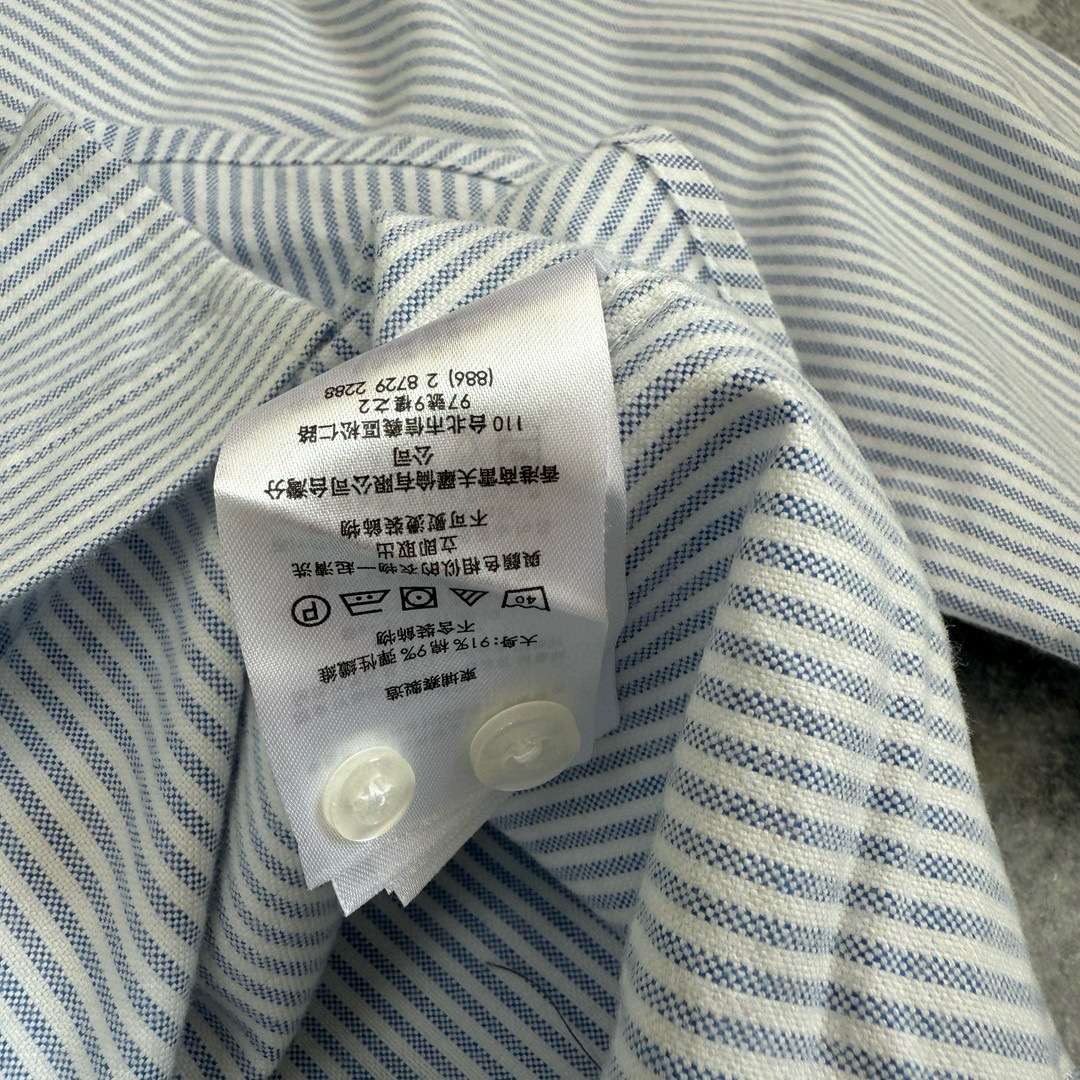 柬埔寨製造
大身:91%棉9%彈性纖維
不含裝飾物
40 P
與顏色相似的衣物一起清洗
立即取出
不可熨燙裝飾物
香港商雷夫羅倫有限公司台灣分
公司
110 台北市信義區松仁路
97號9樓之2
(886) 2 8729 2288